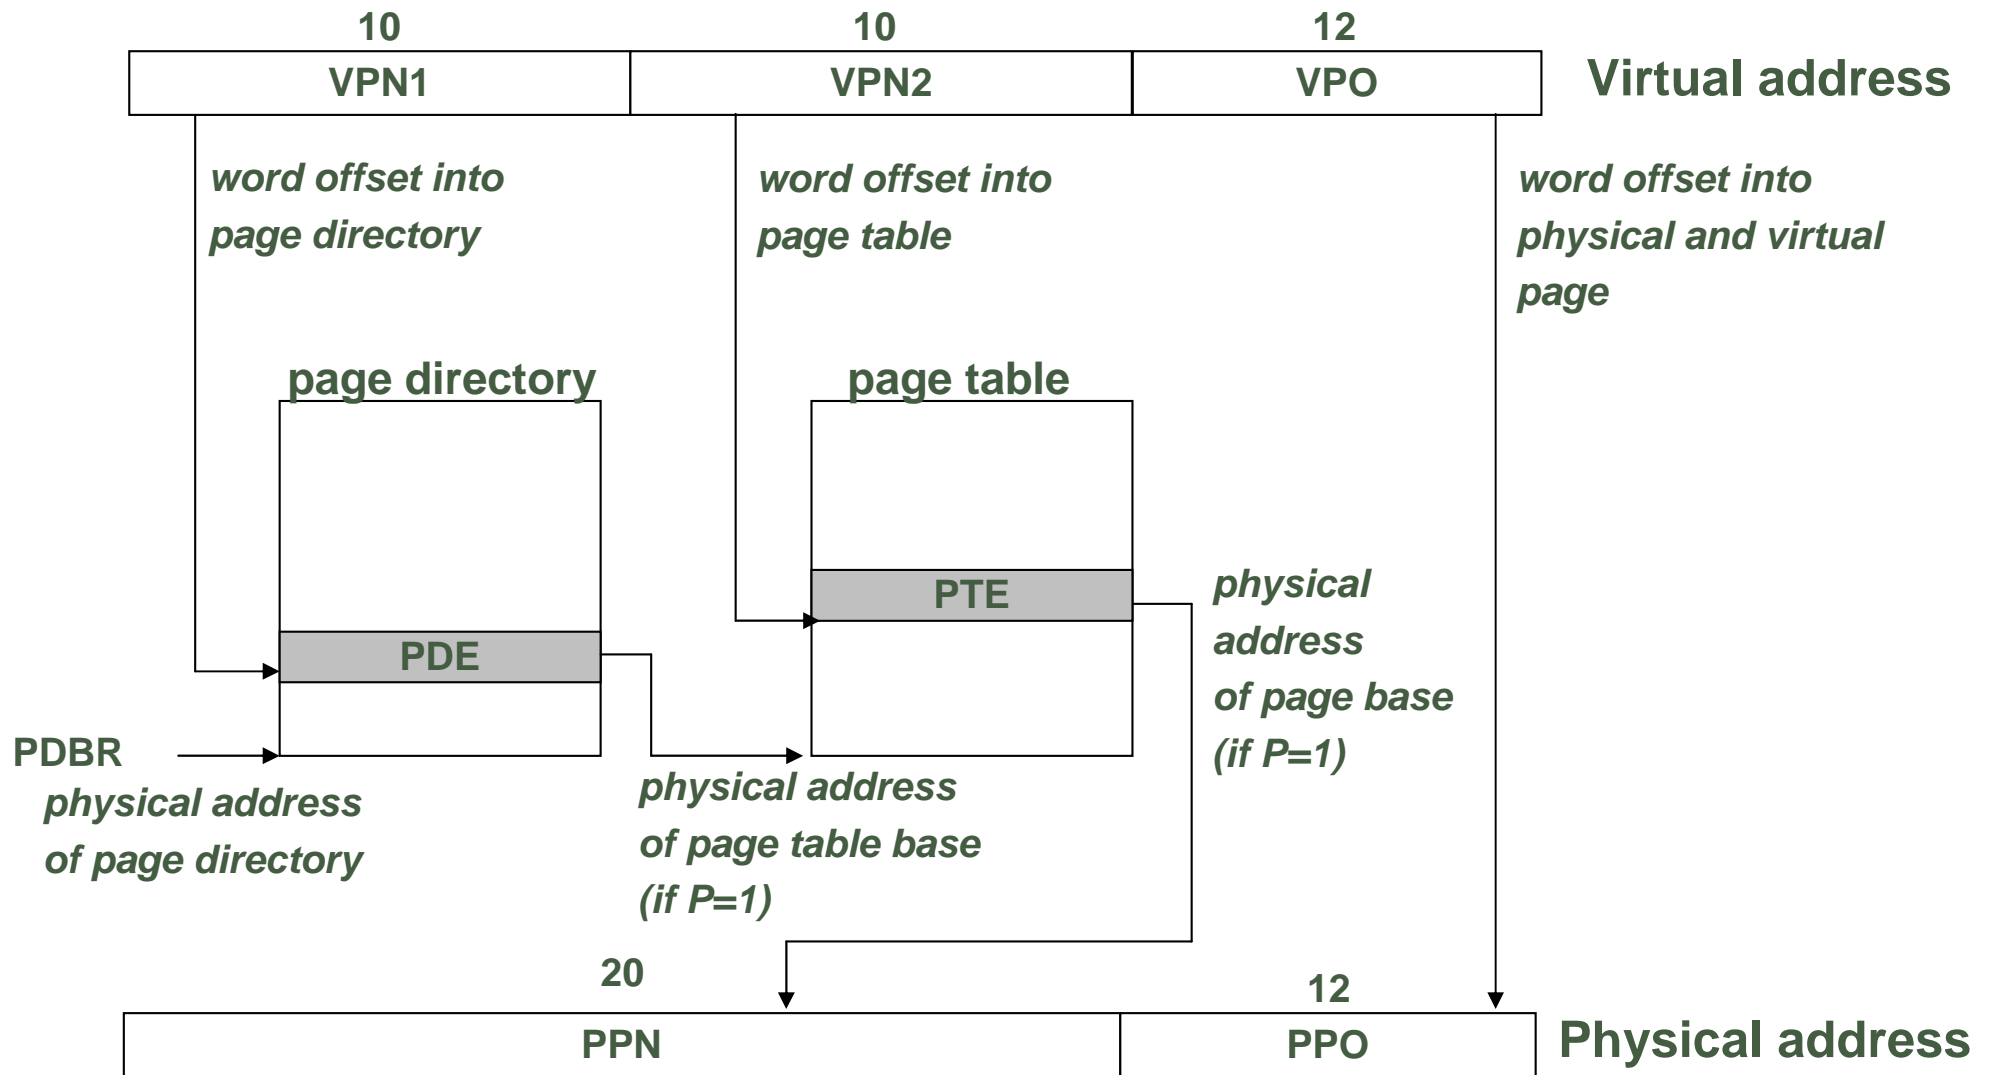 10
10
12
VPN1
VPN2
VPO
Virtual address
word offset into
page directory
word offset into
page table
word offset into
physical and virtual
page
page directory
page table
PDE
PTE
physical
address
of page base
(if P=1)
PDBR
physical address
of page directory
physical address
of page table base
(if P=1)
20
12
PPN
PPO
Physical address